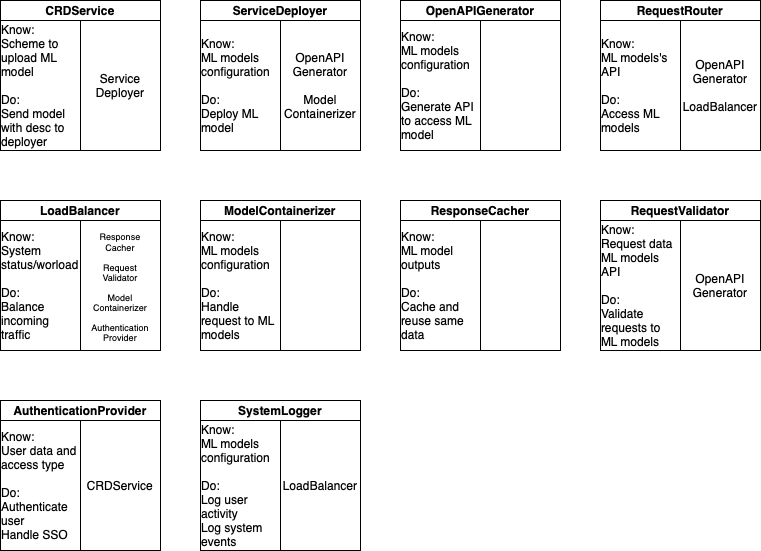 CRDService
Know:
Scheme to
upload ML
model
Do:
Send model
with desc to
deployer
Service
Deployer
ServiceDeployer
Know:
ML models
configuration
Do:
Deploy ML
model
OpenAPI
Generator
Model
Containerizer
OpenAPIGenerator
Know:
ML models
configuration
Do:
Generate API
to access ML
model
RequestRouter
Know:
ML models's
API
Do:
Access ML
models
OpenAPI
Generator
LoadBalancer
LoadBalancer
Know:
System
status/worload
Do:
Balance
incoming
traffic
Response
Cacher
Request
Validator
Model
Containerizer
Authentication
Provider
ModelContainerizer
Know:
ML models
configuration
Do:
Handle
request to ML
models
ResponseCacher
Know:
ML model
outputs
Do:
Cache and
reuse same
data
RequestValidator
Know:
Request data
ML models
API
Do:
Validate
requests to
ML models
OpenAPI
Generator
AuthenticationProvider
Know:
User data and
access type
Do:
Authenticate
user
Handle SSO
CRDService
SystemLogger
Know:
ML models
configuration
Do:
Log user
activity
Log system
events
LoadBalancer